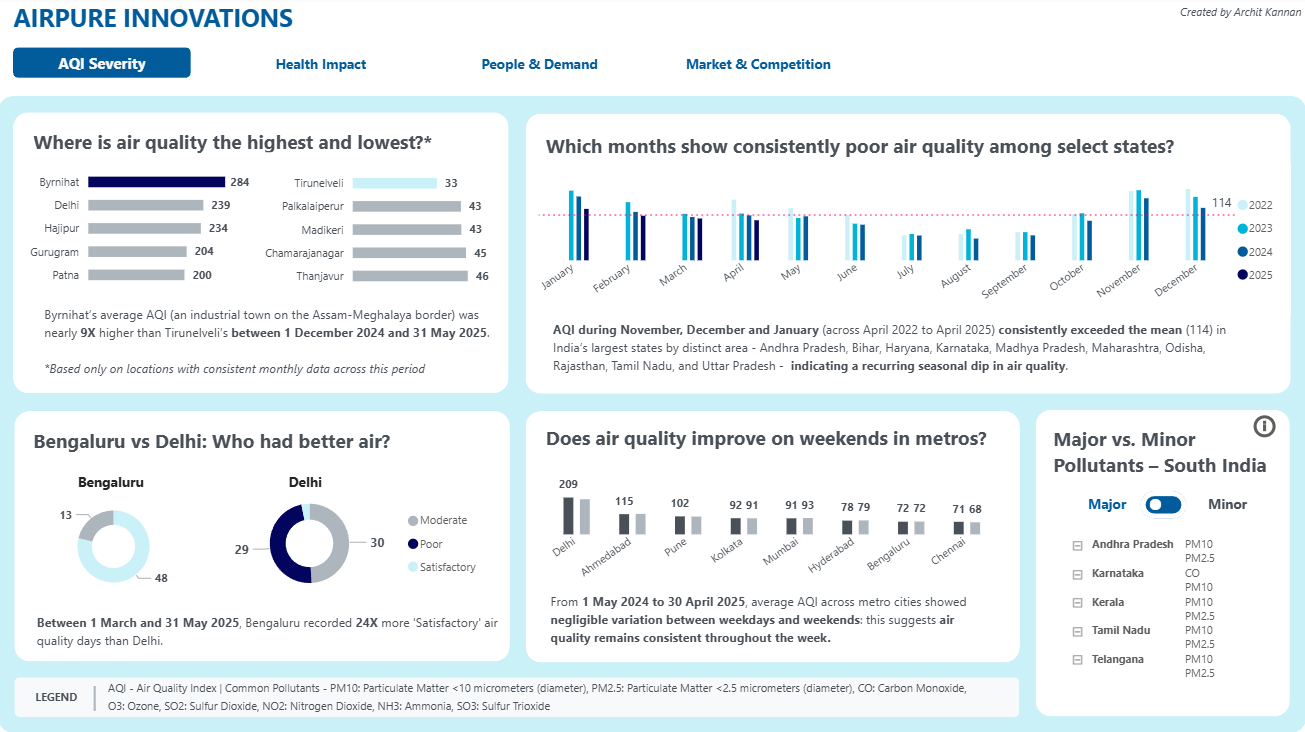 AIRPURE INNOVATIONS
Created by Archit Kannan
AQI Severity
Health Impact
People & Demand
Market & Competition
Where is air quality the highest and lowest?*
Byrnihat 284
Delhi 239
Hajipur 234
Gurugram 204
Patna 200
Tirunelveli 33
Palkalaiperur 43
Madikeri 43
Chamarajanagar 45
Thanjavur 46
Byrnihat's average AQI (an industrial town on the Assam-Meghalaya border) was
nearly 9X higher than Tirunelveli's between 1 December 2024 and 31 May 2025.
*Based only on locations with consistent monthly data across this period
Which months show consistently poor air quality among select states?
114
2022
2023
2024
2025
January
February
March
April
May
June
July
August
September
October
November
December
AQI during November, December and January (across April 2022 to April 2025) consistently exceeded the mean (114) in
India's largest states by distinct area - Andhra Pradesh, Bihar, Haryana, Karnataka, Madhya Pradesh, Maharashtra, Odisha,
Rajasthan, Tamil Nadu, and Uttar Pradesh - indicating a recurring seasonal dip in air quality.
Bengaluru vs Delhi: Who had better air?
Bengaluru
13
48
Delhi
29
30
Moderate
Poor
Satisfactory
Between 1 March and 31 May 2025, Bengaluru recorded 24X more 'Satisfactory' air
quality days than Delhi.
Does air quality improve on weekends in metros?
209
115
102
92 91
91 93
78 79
72 72
71 68
Delhi
Ahmedabad
Pune
Kolkata
Mumbai
Hyderabad
Bengaluru
Chennai
From 1 May 2024 to 30 April 2025, average AQI across metro cities showed
negligible variation between weekdays and weekends: this suggests air
quality remains consistent throughout the week.
Major vs. Minor
Pollutants – South India
Major
Minor
Andhra Pradesh PM10
PM2.5
Karnataka CO
PM10
Kerala PM10
PM2.5
Tamil Nadu PM10
PM2.5
Telangana PM10
PM2.5
LEGEND
AQI - Air Quality Index | Common Pollutants - PM10: Particulate Matter <10 micrometers (diameter), PM2.5: Particulate Matter <2.5 micrometers (diameter), CO: Carbon Monoxide,
O3: Ozone, SO2: Sulfur Dioxide, NO2: Nitrogen Dioxide, NH3: Ammonia, SO3: Sulfur Trioxide